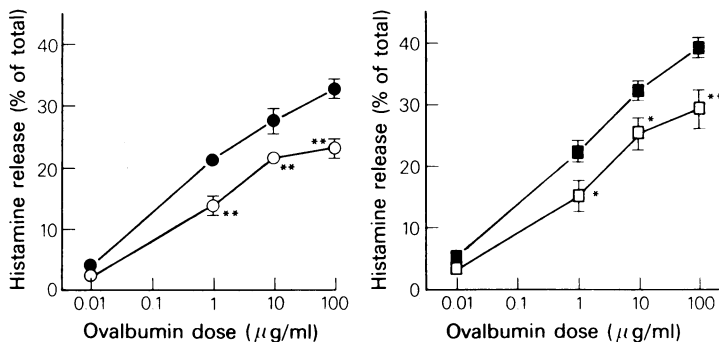 Histamine release (% of total)
40
30
20
10
0
**
**
**
0.01 0.1 1 10 100
Ovalbumin dose (μg/ml)
Histamine release (% of total)
40
30
20
10
0
**
*
*
0.01 0.1 1 10 100
Ovalbumin dose (μg/ml)